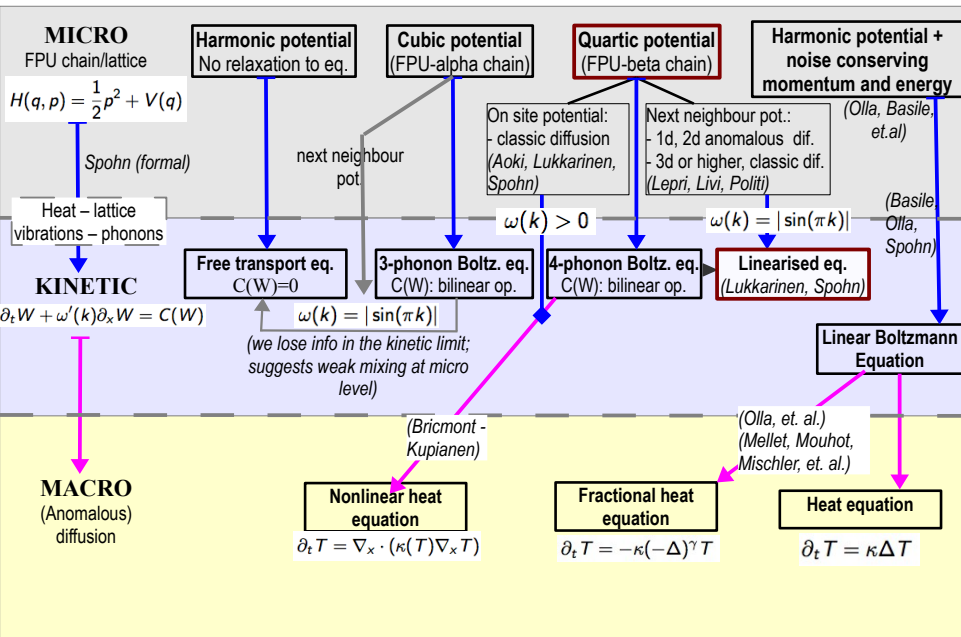 MICRO
FPU chain/lattice
H(q, p) = 1/2 p² + V(q)
Spohn (formal)
Heat – lattice
vibrations – phonons
Harmonic potential
No relaxation to eq.
Cubic potential
(FPU-alpha chain)
next neighbour
pot.
Quartic potential
(FPU-beta chain)
On site potential:
- classic diffusion
(Aoki, Lukkarinen,
Spohn)
ω(k) > 0
Next neighbour pot.:
- 1d, 2d anomalous dif.
- 3d or higher, classic dif.
(Lepri, Livi, Politi)
ω(k) = | sin(πk)|
Harmonic potential +
noise conserving
momentum and energy
(Olla, Basile,
et.al)
(Basile,
Olla,
Spohn)
KINETIC
∂ₜW + ω′(k)∂ₓW = C(W)
Free transport eq.
C(W)=0
3-phonon Boltz. eq.
C(W): bilinear op.
4-phonon Boltz. eq.
C(W): bilinear op.
Linearised eq.
(Lukkarinen, Spohn)
ω(k) = | sin(πk)|
(we lose info in the kinetic limit;
suggests weak mixing at micro
level)
Linear Boltzmann
Equation
(Bricmont -
Kupianen)
(Olla, et. al.)
(Mellet, Mouhot,
Mischler, et. al.)
MACRO
(Anomalous)
diffusion
Nonlinear heat
equation
∂ₜT = ∇ₓ · (κ(T)∇ₓT)
Fractional heat
equation
∂ₜT = −κ(−Δ)^γ T
Heat equation
∂ₜT = κΔT